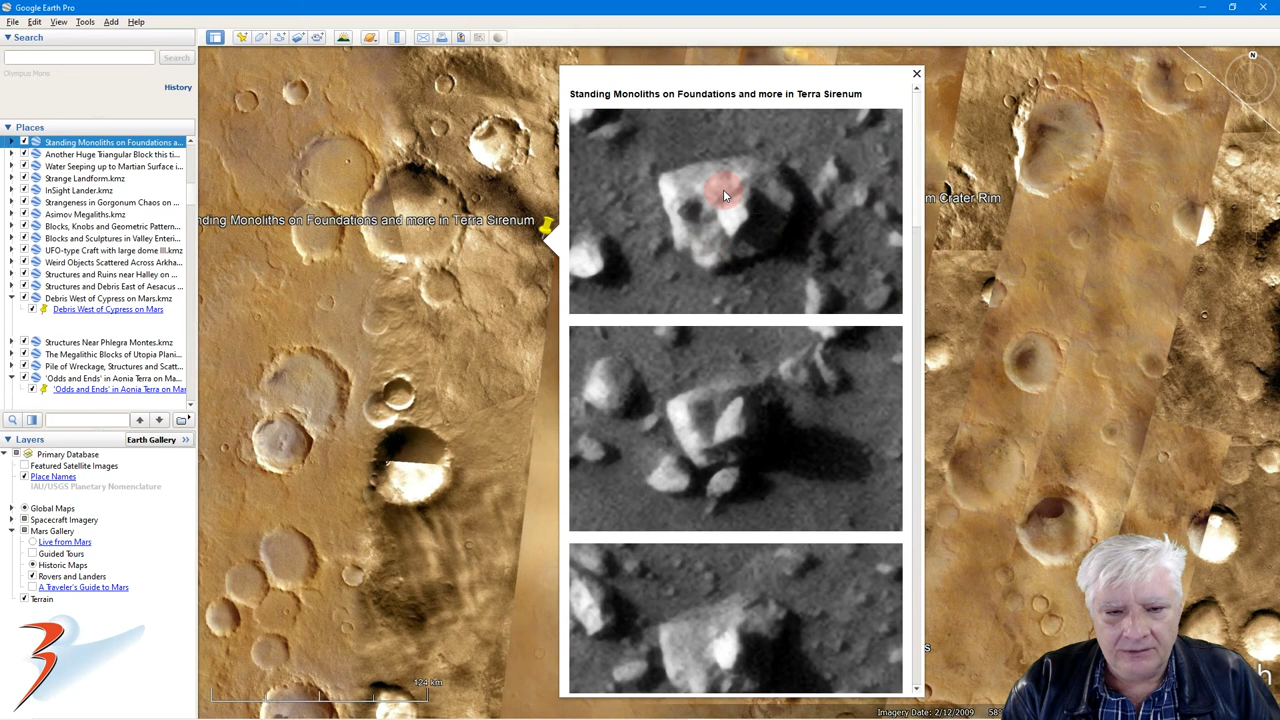 Google Earth Pro
File Edit View Tools Add Help
Search
Search
Olympus Mons
History
Places
Standing Monoliths on Foundations a...
Another Huge Triangular Block this ti...
Water Seeping up to Martian Surface i...
Strange Landform.kmz
InSight Lander.kmz
Strangeness in Gorgonum Chaos on ...
Asimov Megaliths.kmz
Blocks, Knobs and Geometric Pattern...
Blocks and Sculptures in Valley Enteri...
UFO-type Craft with large dome III.kmz
Weird Objects Scattered Across Arkha...
Structures and Ruins near Halley on ...
Structures and Debris East of Aesacus ...
Debris West of Cypress on Mars.kmz
Debris West of Cypress on Mars
Structures Near Phlegra Montes.kmz
The Megalithic Blocks of Utopia Plani...
Pile of Wreckage, Structures and Scatt...
'Odds and Ends' in Aonia Terra on Ma...
'Odds and Ends' in Aonia Terra on Mar
Layers
Earth Gallery >>
Primary Database
Featured Satellite Images
Place Names
IAU/USGS Planetary Nomenclature
Global Maps
Spacecraft Imagery
Mars Gallery
Live from Mars
Guided Tours
Historic Maps
Rovers and Landers
A Traveler's Guide to Mars
Terrain
nding Monoliths on Foundations and more in Terra Sirenum
124 km
Standing Monoliths on Foundations and more in Terra Sirenum
N
m Crater Rim
s
h
Imagery Date: 2/12/2009 58°